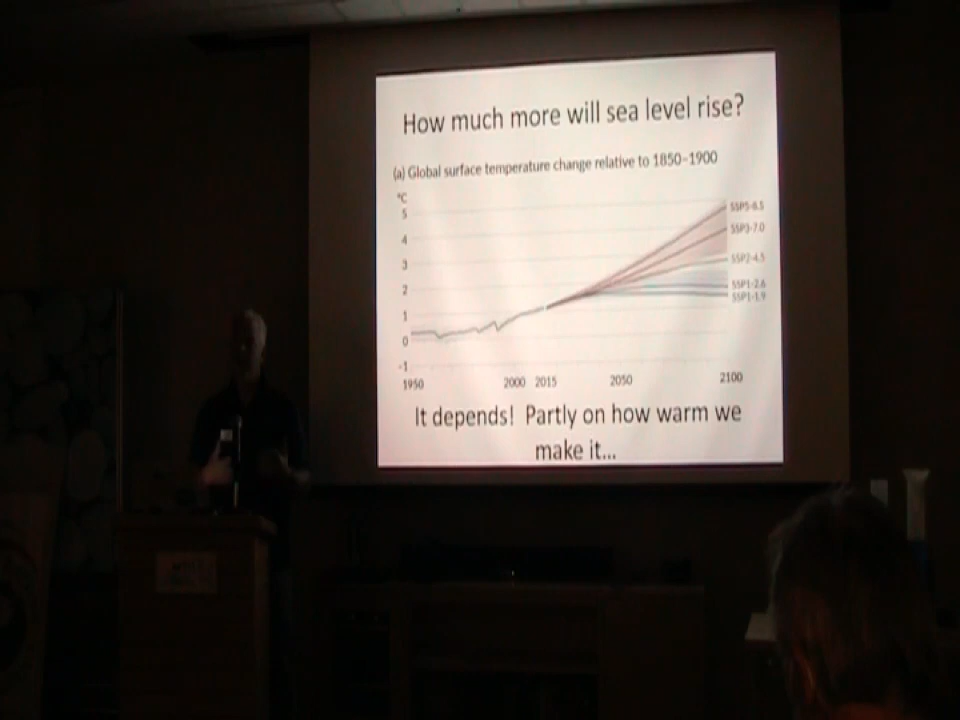 How much more will sea level rise?
(a) Global surface temperature change relative to 1850–1900
°C
5
4
3
2
1
0
-1
SSP5-8.5
SSP3-7.0
SSP2-4.5
SSP1-2.6
SSP1-1.9
1950 2000 2015 2050 2100
It depends! Partly on how warm we
make it...